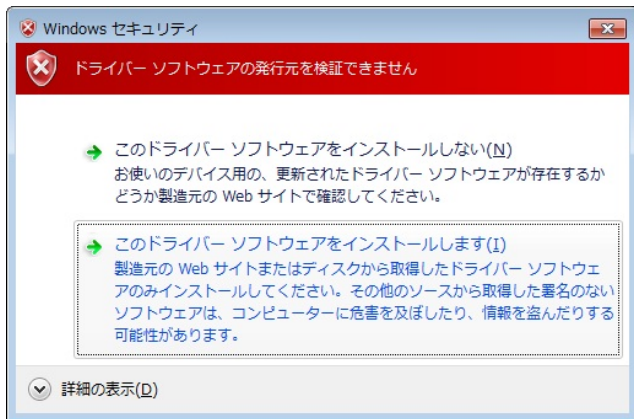 Windows セキュリティ
ドライバー ソフトウェアの発行元を検証できません
このドライバー ソフトウェアをインストールしない(N)
お使いのデバイス用の、更新されたドライバー ソフトウェアが存在するか
どうか製造元の Web サイトで確認してください。
このドライバー ソフトウェアをインストールします(I)
製造元の Web サイトまたはディスクから取得したドライバー ソフトウェ
アのみインストールしてください。その他のソースから取得した署名のない
ソフトウェアは、コンピューターに危害を及ぼしたり、情報を盗んだりする
可能性があります。
詳細の表示(D)